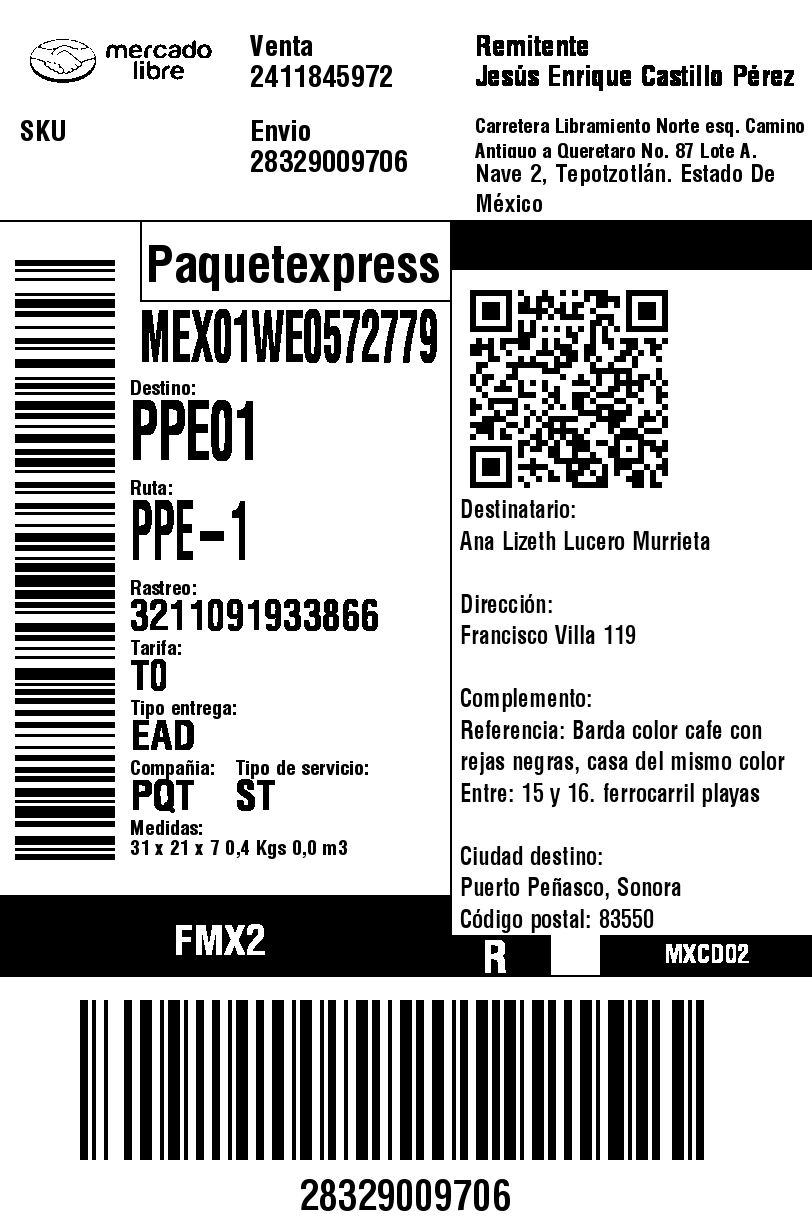 mercado
libre
Venta
2411845972
Remitente
Jesús Enrique Castillo Pérez
SKU
Envio
28329009706
Carretera Libramiento Norte esq. Camino
Antiguo a Queretaro No. 87 Lote A.
Nave 2, Tepotzotlán. Estado De
México
Paquetexpress
MEX01WE0572779
Destino:
PPE01
Ruta:
PPE-1
Rastreo:
3211091933866
Tarifa:
T0
Tipo entrega:
EAD
Compañia: Tipo de servicio:
PQT ST
Medidas:
31 x 21 x 7 0,4 Kgs 0,0 m3
Destinatario:
Ana Lizeth Lucero Murrieta
Dirección:
Francisco Villa 119
Complemento:
Referencia: Barda color cafe con
rejas negras, casa del mismo color
Entre: 15 y 16. ferrocarril playas
Ciudad destino:
Puerto Peñasco, Sonora
Código postal: 83550
FMX2
R
MXCD02
28329009706